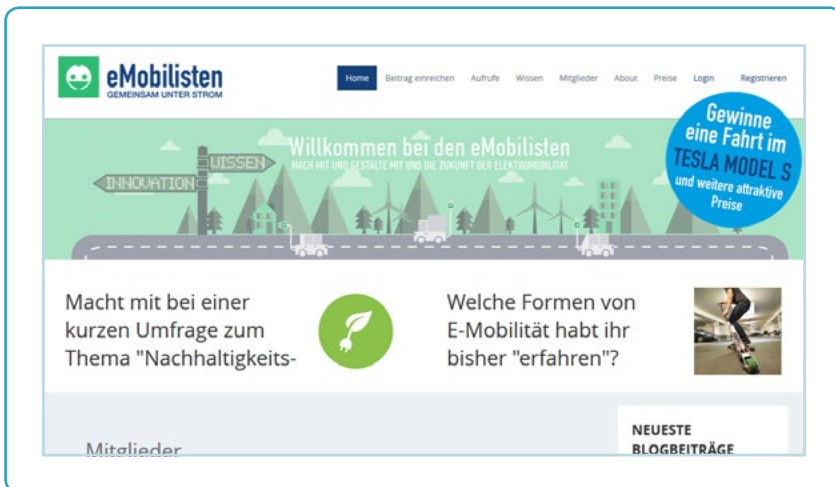 eMobilisten
GEMEINSAM UNTER STROM
Home Beitrag einreichen Aufrufe Wissen Mitglieder About Preise Login Registrieren
Gewinne
eine Fahrt im
TESLA MODEL S
und weitere attraktive
Preise
Willkommen bei den eMobilisten
MACH MIT UND GESTALTE MIT UNS DIE ZUKUNFT DER ELEKTROMOBILITÄT
WISSEN
INNOVATION
Macht mit bei einer
kurzen Umfrage zum
Thema "Nachhaltigkeits-
Welche Formen von
E-Mobilität habt ihr
bisher "erfahren"?
Mitglieder
NEUESTE
BLOGBEITRÄGE